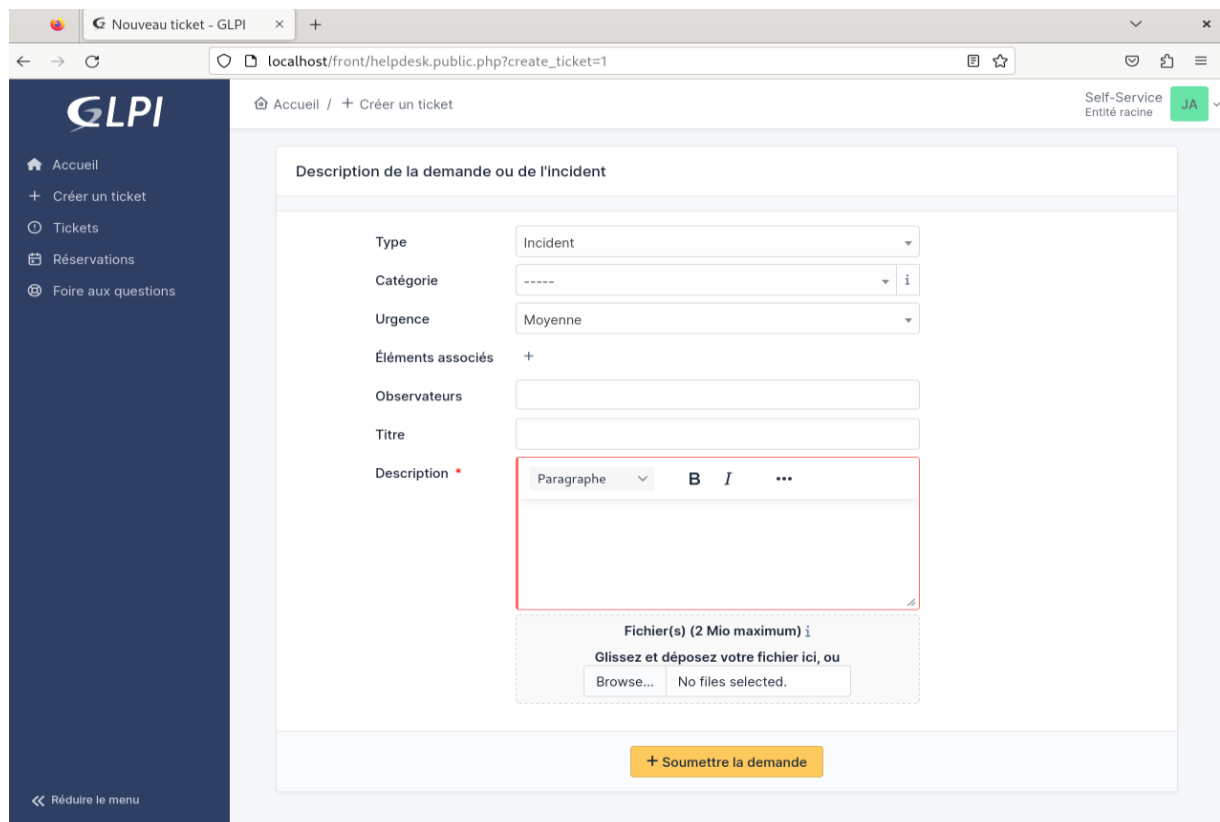 Nouveau ticket - GLPI
localhost/front/helpdesk.public.php?create_ticket=1
GLPI
Accueil / + Créer un ticket
Self-Service
Entité racine
JA
Accueil
+ Créer un ticket
Tickets
Réservations
Foire aux questions
Description de la demande ou de l'incident
Type
Incident
Catégorie
-----
i
Urgence
Moyenne
Éléments associés
+
Observateurs
Titre
Description *
Paragraphe
B I •••
Fichier(s) (2 Mio maximum) i
Glissez et déposez votre fichier ici, ou
Browse... No files selected.
+ Soumettre la demande
Réduire le menu